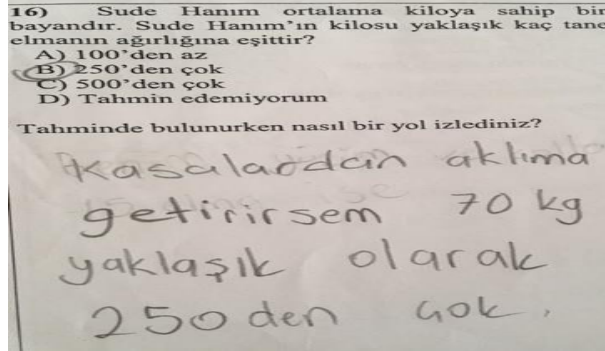 16) Sude Hanım ortalama kiloya sahip bir
bayandır. Sude Hanım'ın kilosu yaklaşık kaç tane
elmanın ağırlığına eşittir?
A) 100'den az
B) 250'den çok
C) 500'den çok
D) Tahmin edemiyorum
Tahminde bulunurken nasıl bir yol izlediniz?
Kasalardan aklıma
getirirsem 70 kg
yaklaşık olarak
250 den çok.